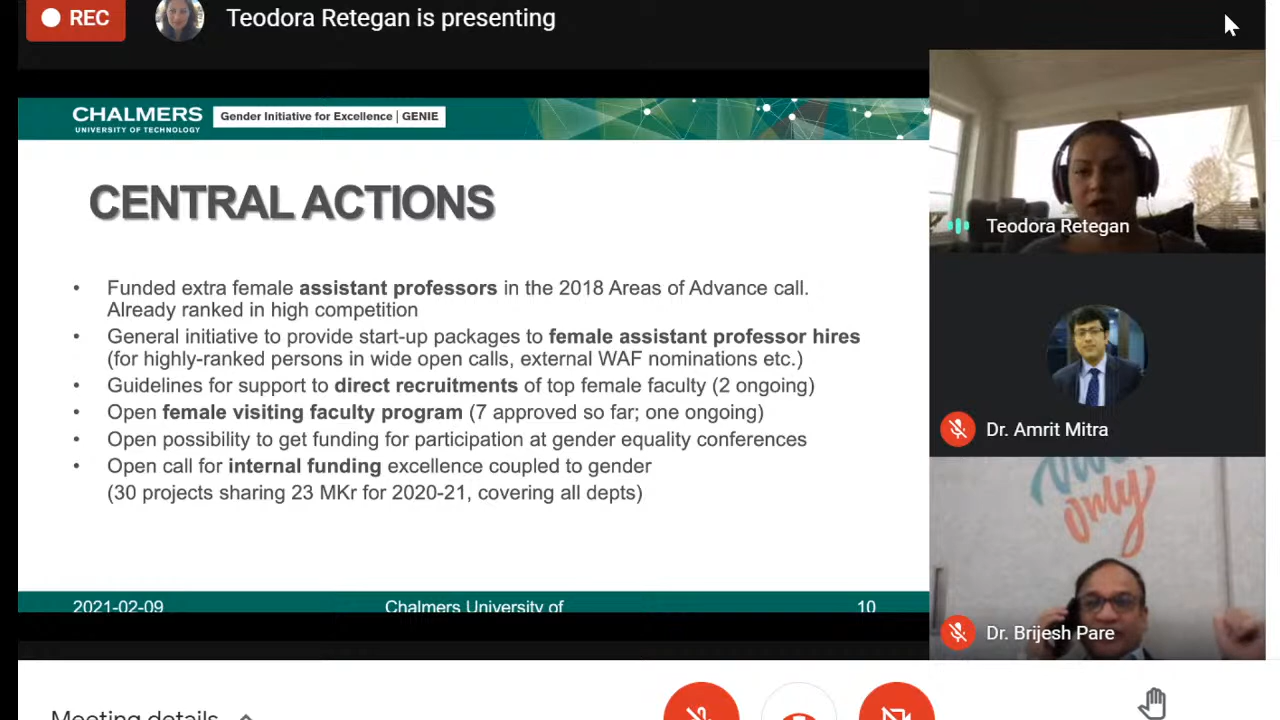 REC
Teodora Retegan is presenting
CHALMERS
UNIVERSITY OF TECHNOLOGY
Gender Initiative for Excellence | GENIE
CENTRAL ACTIONS
• Funded extra female assistant professors in the 2018 Areas of Advance call.
Already ranked in high competition
• General initiative to provide start-up packages to female assistant professor hires
(for highly-ranked persons in wide open calls, external WAF nominations etc.)
• Guidelines for support to direct recruitments of top female faculty (2 ongoing)
• Open female visiting faculty program (7 approved so far; one ongoing)
• Open possibility to get funding for participation at gender equality conferences
• Open call for internal funding excellence coupled to gender
(30 projects sharing 23 MKr for 2020-21, covering all depts)
2021-02-09
Chalmers University of
10
Teodora Retegan
Dr. Amrit Mitra
only
Dr. Brijesh Pare
Meeting details